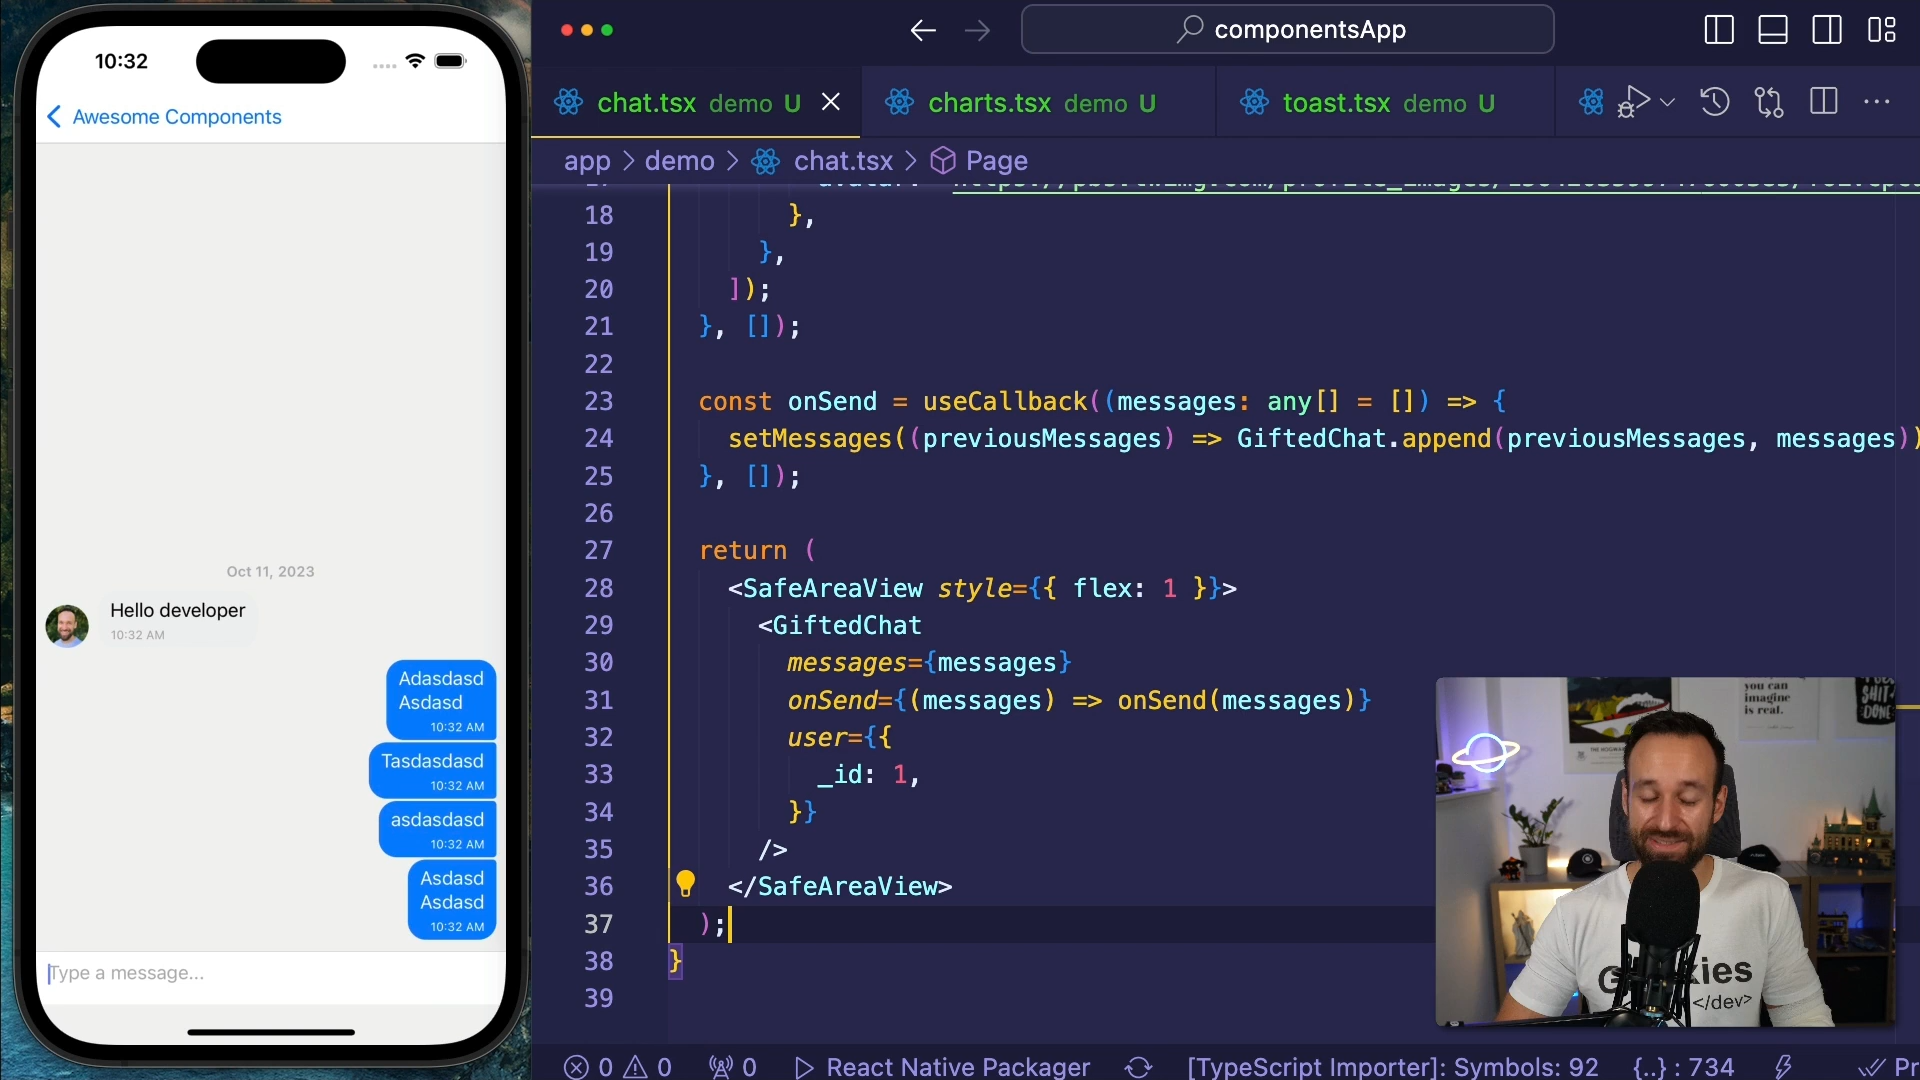 10:32
Awesome Components
Oct 11, 2023
Hello developer
10:32 AM
Adasdasd
Asdasd
10:32 AM
Tasdasdasd
10:32 AM
asdasdasd
10:32 AM
Asdasd
Asdasd
10:32 AM
Type a message...
componentsApp
chat.tsx demo U
charts.tsx demo U
toast.tsx demo U
app > demo > chat.tsx > Page
18 },
19 },
20 ]);
21 }, []);
22
23 const onSend = useCallback((messages: any[] = []) => {
24 setMessages((previousMessages) => GiftedChat.append(previousMessages, messages))
25 }, []);
26
27 return (
28 <SafeAreaView style={{ flex: 1 }}>
29 <GiftedChat
30 messages={messages}
31 onSend={(messages) => onSend(messages)}
32 user={{
33 _id: 1,
34 }}
35 />
36 </SafeAreaView>
37 );
38 }
39
you can
imagine
is real.
SHIT
DONE
</dev>
0 0 0 React Native Packager [TypeScript Importer]: Symbols: 92 {..} : 734 Pr